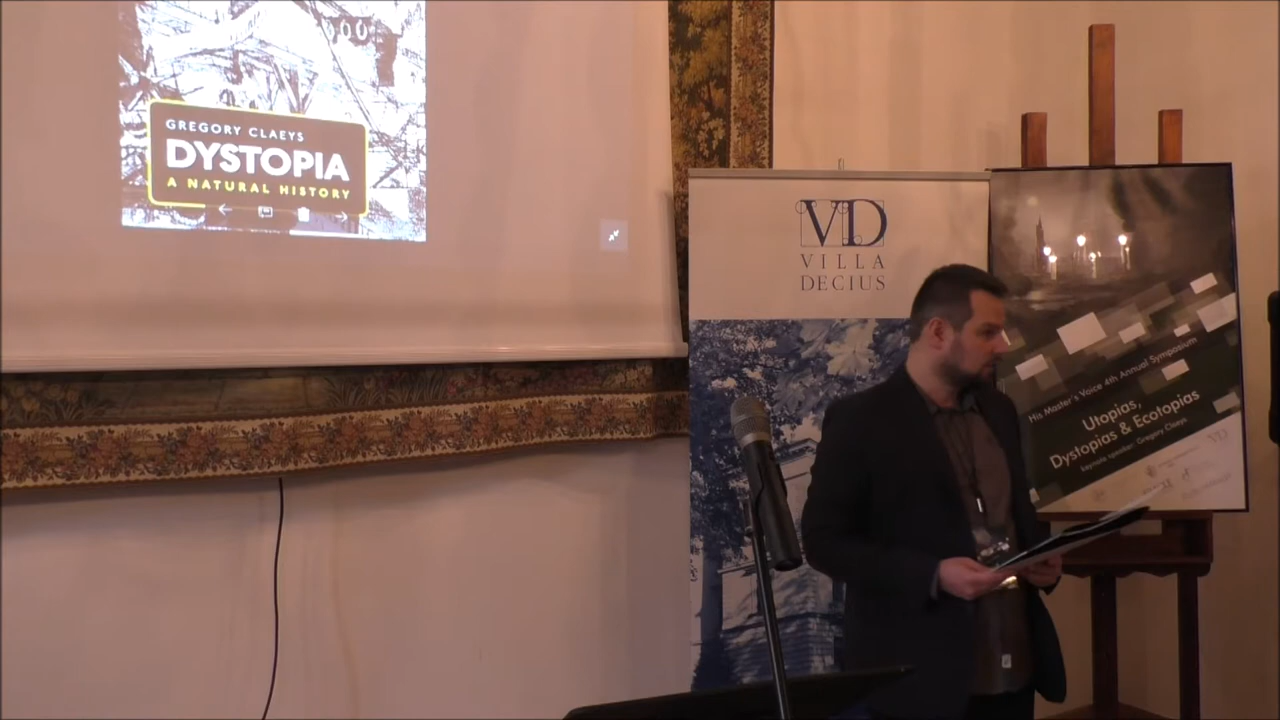 GREGORY CLAEYS
DYSTOPIA
A NATURAL HISTORY
VD
VILLA
DECIUS
His Master's Voice 4th Annual Symposium
Utopias,
Dystopias & Ecotopias
keynote speaker: Gregory Claeys
VD